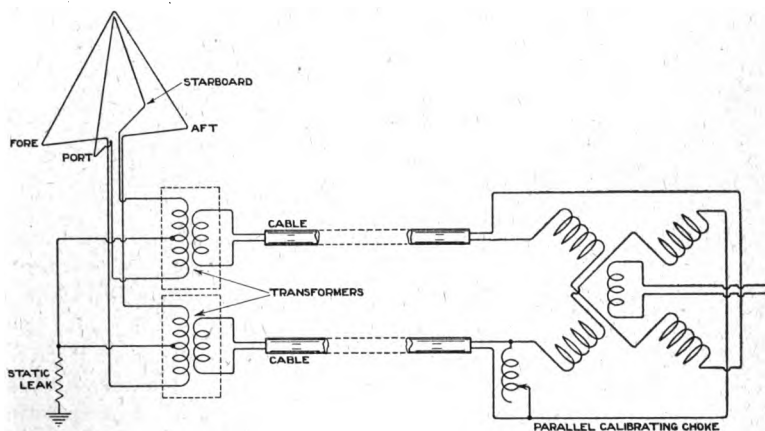 STARBOARD
FORE
AFT
PORT
CABLE
TRANSFORMERS
CABLE
STATIC
LEAK
PARALLEL CALIBRATING CHOKE